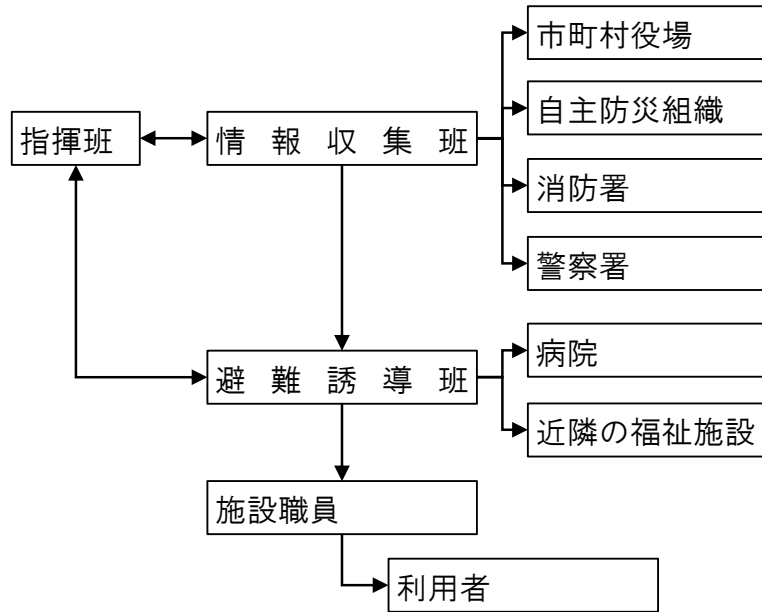 市町村役場
自主防災組織
指揮班
情報収集班
消防署
警察署
病院
避難誘導班
近隣の福祉施設
施設職員
利用者